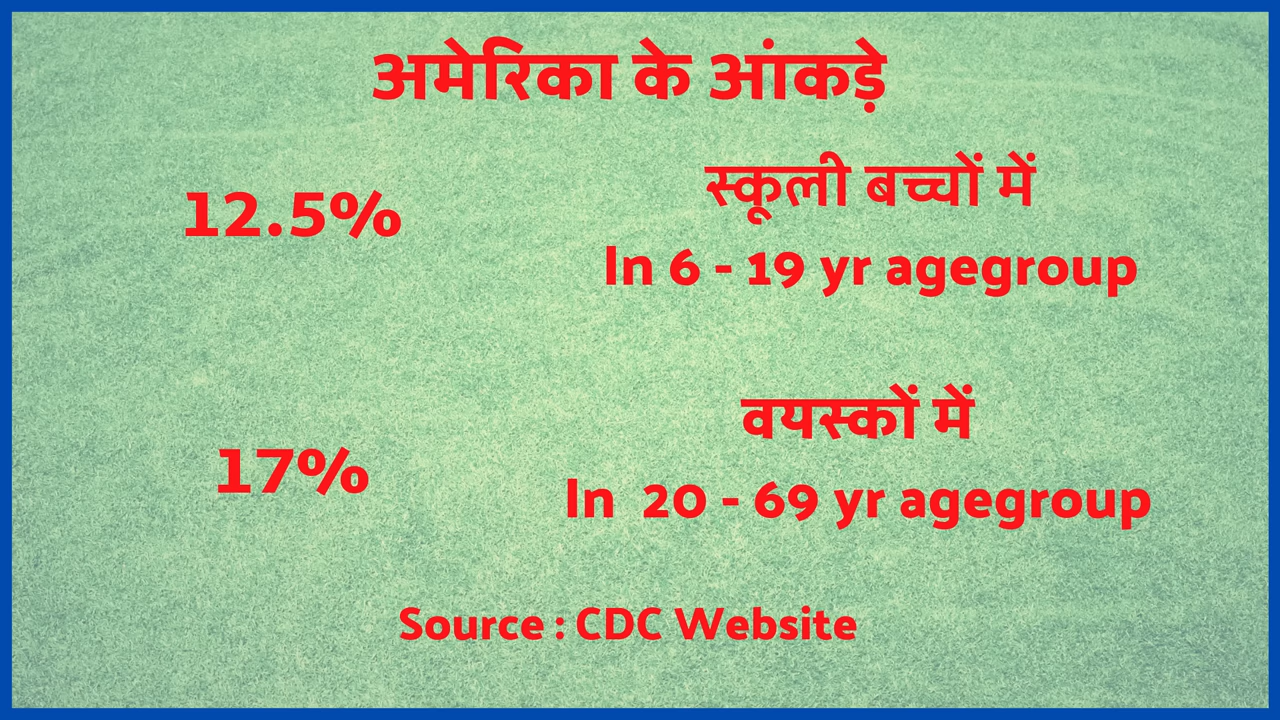 अमेरिका के आंकड़े
12.5%
स्कूली बच्चों में
In 6 - 19 yr agegroup
17%
वयस्कों में
In 20 - 69 yr agegroup
Source : CDC Website